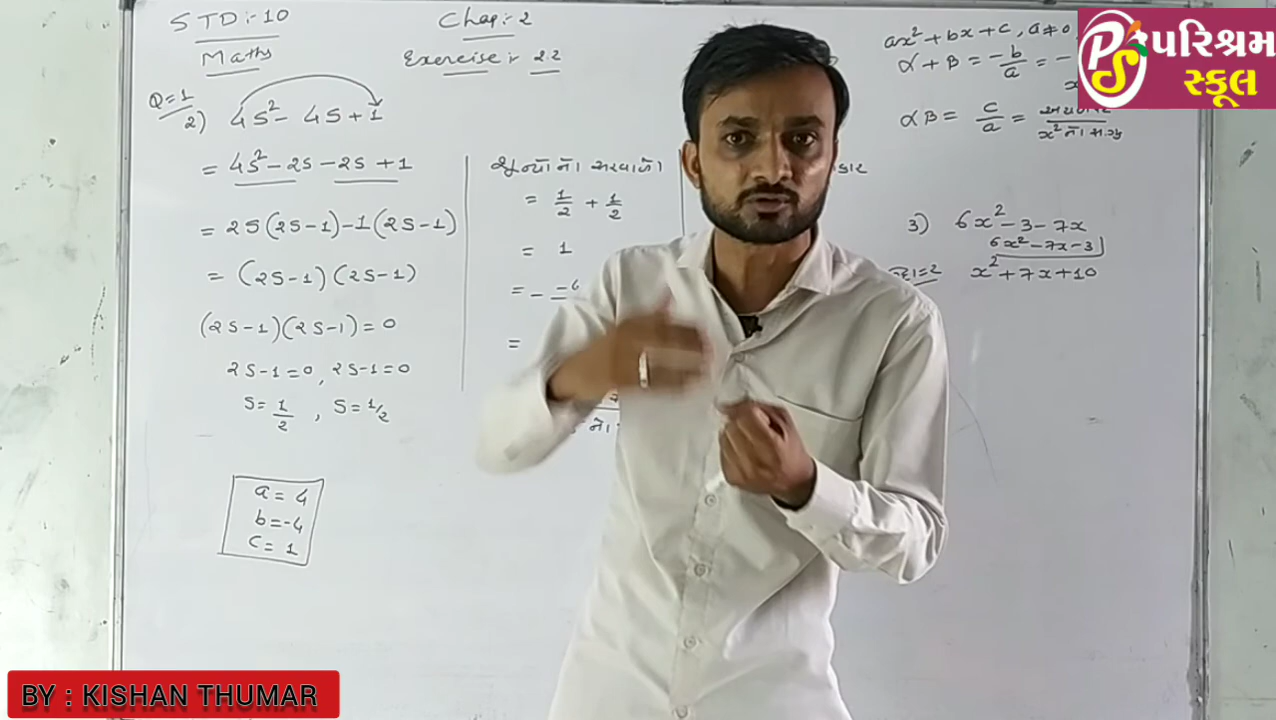 STD:-10
Maths
Chap:-2
Exercise:- 2.2
Q=1
2) 4s²- 4s+1
= 4s²-2s-2s+1
= 2s(2s-1)-1(2s-1)
= (2s-1)(2s-1)
(2s-1)(2s-1)=0
2s-1=0, 2s-1=0
s=1/2, s=1/2
a=4
b=-4
c=1
શૂન્યોનો સરવાળો
= 1/2 + 1/2
= 1
= -
=
ax²+bx+c, a≠0
α+β = -b/a = -
αβ = c/a =
3) 6x²-3-7x
6x²-7x-3
x²+7x+10
પરિશ્રમ
સ્કૂલ
PS
BY : KISHAN THUMAR